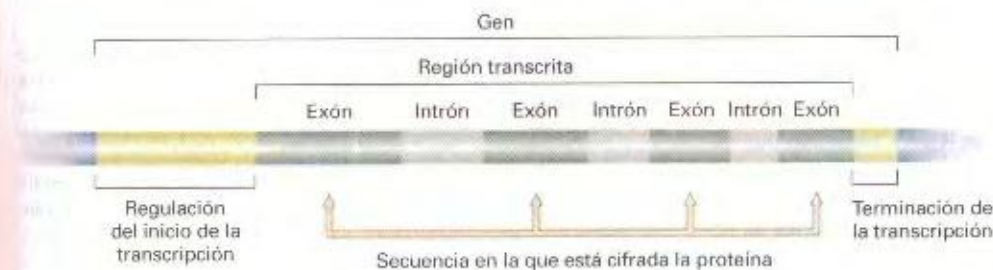 Gen
Región transcrita
Exón Intrón Exón Intrón Exón Intrón Exón
Regulación
del inicio de la
transcripción
Secuencia en la que está cifrada la proteína
Terminación de
la transcripción